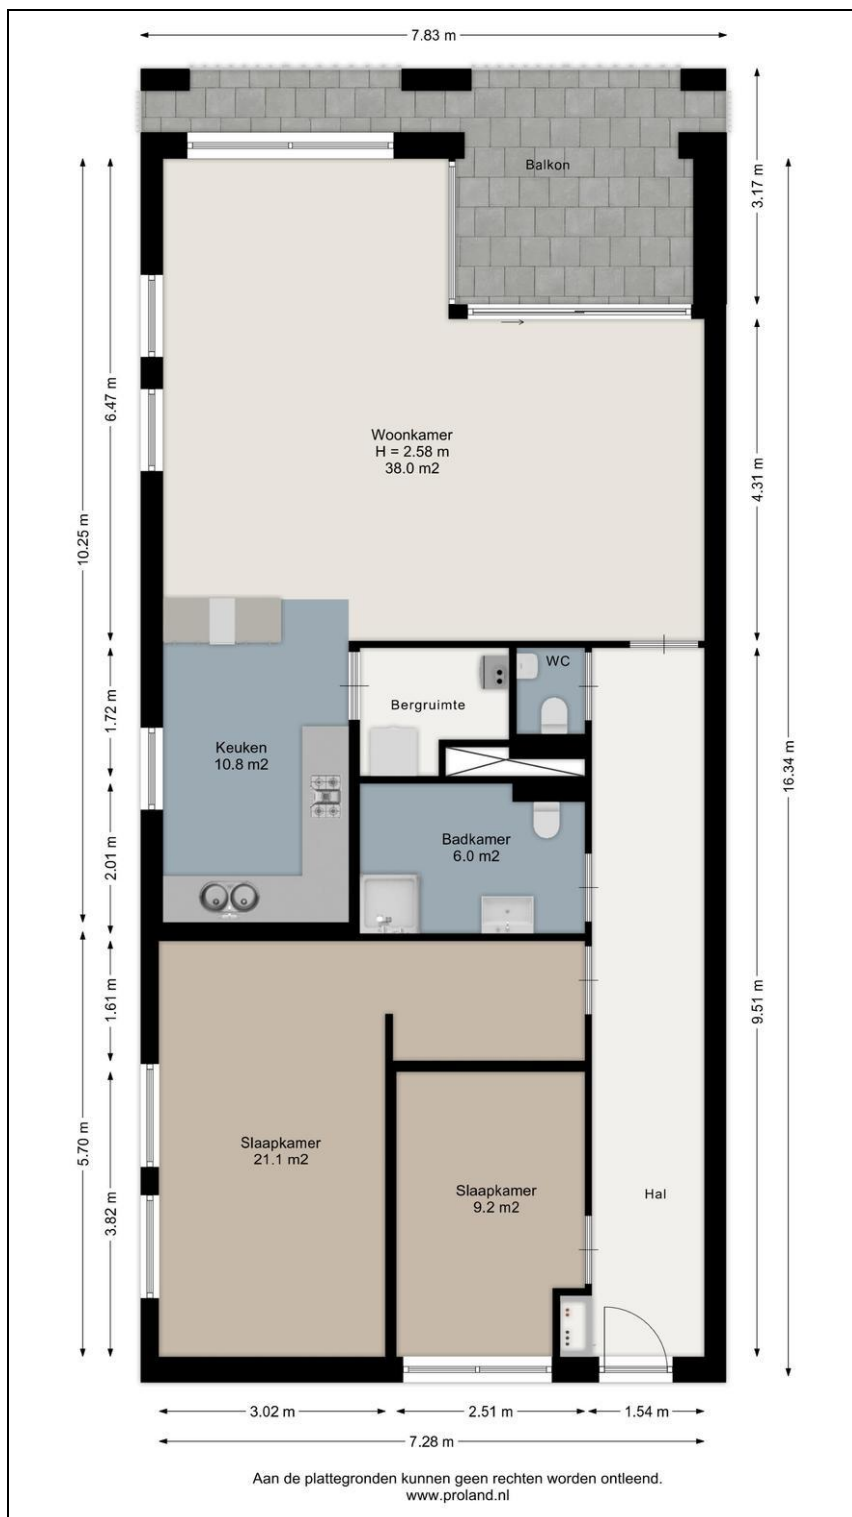 7.83 m
Balkon
3.17 m
6.47 m
Woonkamer
H = 2.58 m
38.0 m2
4.31 m
10.25 m
WC
Bergruimte
1.72 m
Keuken
10.8 m2
16.34 m
Badkamer
6.0 m2
2.01 m
1.61 m
9.51 m
Slaapkamer
21.1 m2
5.70 m
Slaapkamer
9.2 m2
Hal
3.82 m
3.02 m
2.51 m
1.54 m
7.28 m
Aan de plattegronden kunnen geen rechten worden ontleend.
www.proland.nl